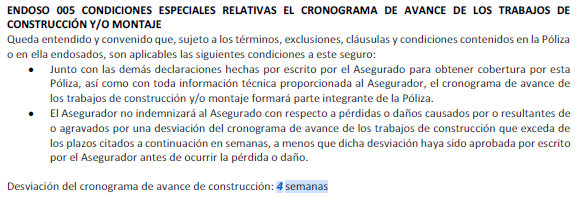 ENDOSO 005 CONDICIONES ESPECIALES RELATIVAS EL CRONOGRAMA DE AVANCE DE LOS TRABAJOS DE
CONSTRUCCIÓN Y/O MONTAJE
Queda entendido y convenido que, sujeto a los términos, exclusiones, cláusulas y condiciones contenidos en la Póliza
o en ella endosados, son aplicables las siguientes condiciones a este seguro:
• Junto con las demás declaraciones hechas por escrito por el Asegurado para obtener cobertura por esta
Póliza, así como con toda información técnica proporcionada al Asegurador, el cronograma de avance de
los trabajos de construcción y/o montaje formará parte integrante de la Póliza.
• El Asegurador no indemnizará al Asegurado con respecto a pérdidas o daños causados por o resultantes de
o agravados por una desviación del cronograma de avance de los trabajos de construcción que exceda de
los plazos citados a continuación en semanas, a menos que dicha desviación haya sido aprobada por escrito
por el Asegurador antes de ocurrir la pérdida o daño.
Desviación del cronograma de avance de construcción: 4 semanas